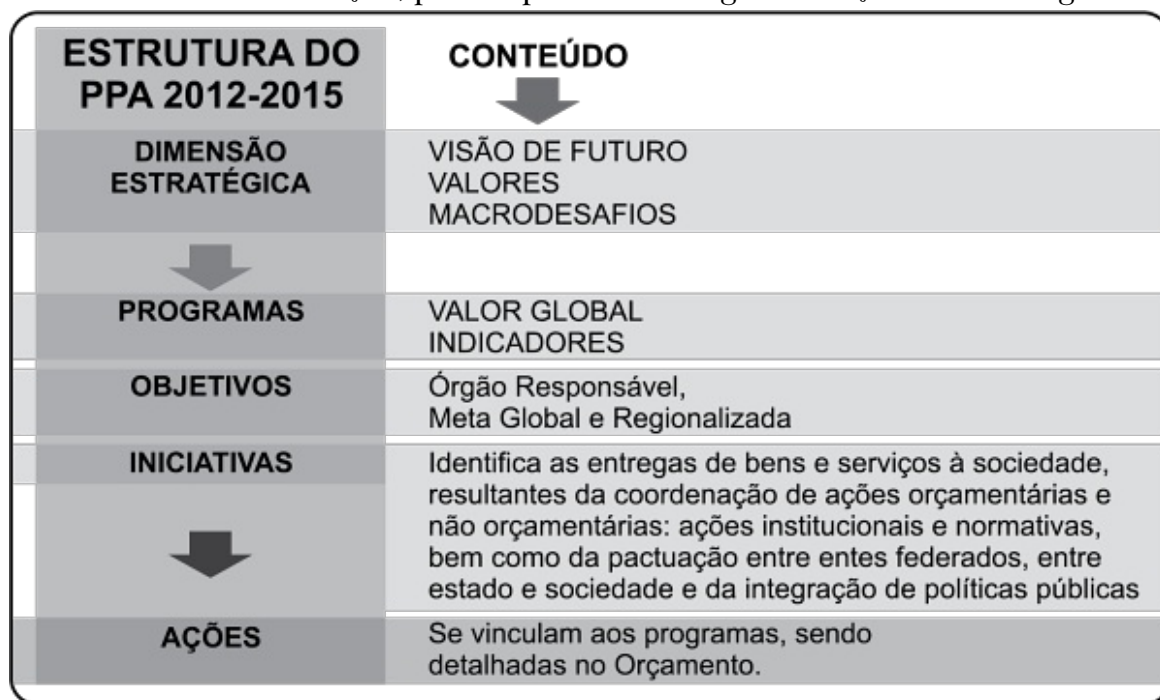 ESTRUTURA DO
PPA 2012-2015
CONTEÚDO
DIMENSÃO
ESTRATÉGICA
VISÃO DE FUTURO
VALORES
MACRODESAFIOS
PROGRAMAS
VALOR GLOBAL
INDICADORES
OBJETIVOS
Órgão Responsável,
Meta Global e Regionalizada
INICIATIVAS
Identifica as entregas de bens e serviços à sociedade,
resultantes da coordenação de ações orçamentárias e
não orçamentárias: ações institucionais e normativas,
bem como da pactuação entre entes federados, entre
estado e sociedade e da integração de políticas públicas
AÇÕES
Se vinculam aos programas, sendo
detalhadas no Orçamento.